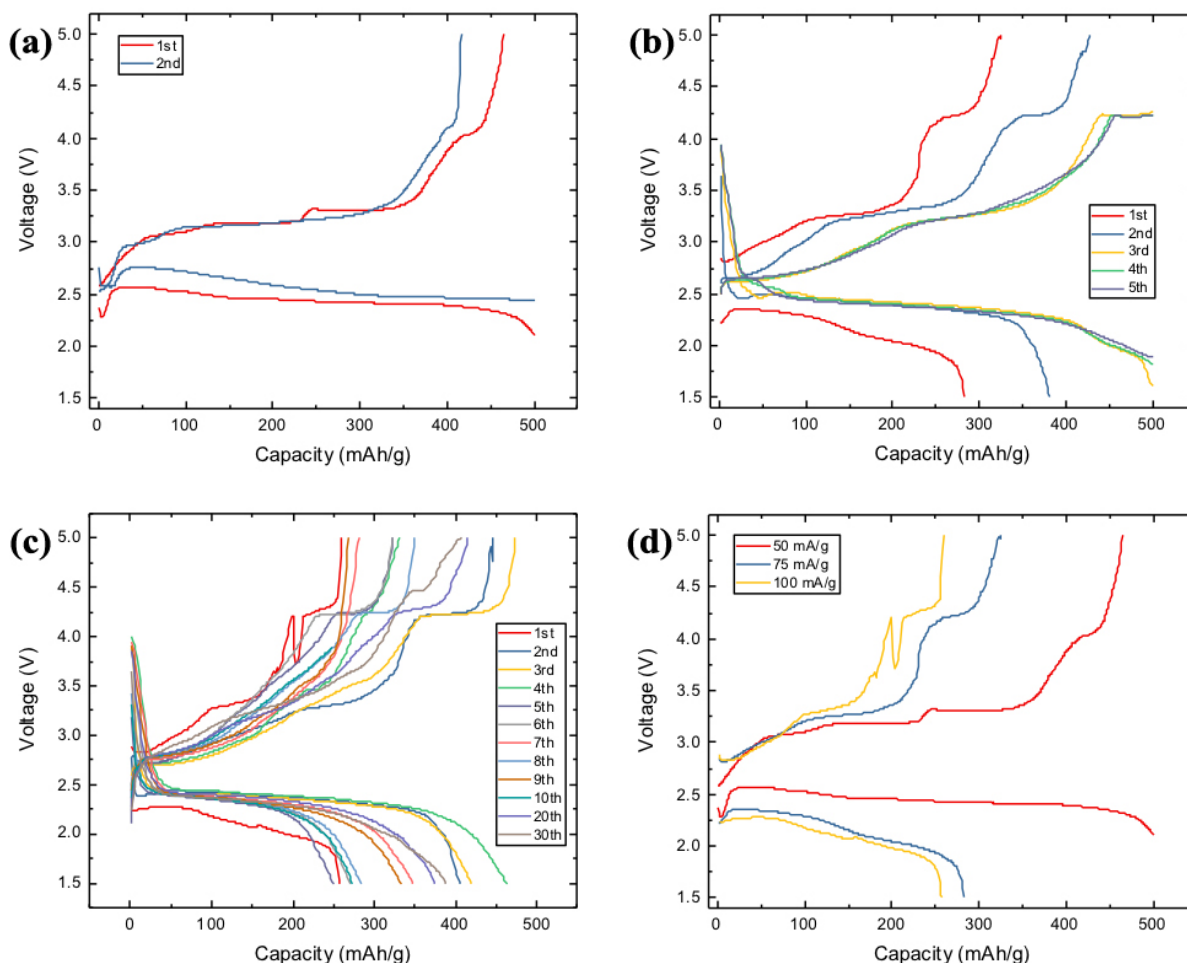 (a)
1st
2nd
5.0
4.5
4.0
3.5
3.0
2.5
2.0
1.5
Voltage (V)
0 100 200 300 400 500
Capacity (mAh/g)
(b)
5.0
4.5
4.0
3.5
3.0
2.5
2.0
1.5
Voltage (V)
1st
2nd
3rd
4th
5th
0 100 200 300 400 500
Capacity (mAh/g)
(c)
5.0
4.5
4.0
3.5
3.0
2.5
2.0
1.5
Voltage (V)
1st
2nd
3rd
4th
5th
6th
7th
8th
9th
10th
20th
30th
0 100 200 300 400 500
Capacity (mAh/g)
(d)
50 mA/g
75 mA/g
100 mA/g
5.0
4.5
4.0
3.5
3.0
2.5
2.0
1.5
Voltage (V)
0 100 200 300 400 500
Capacity (mAh/g)